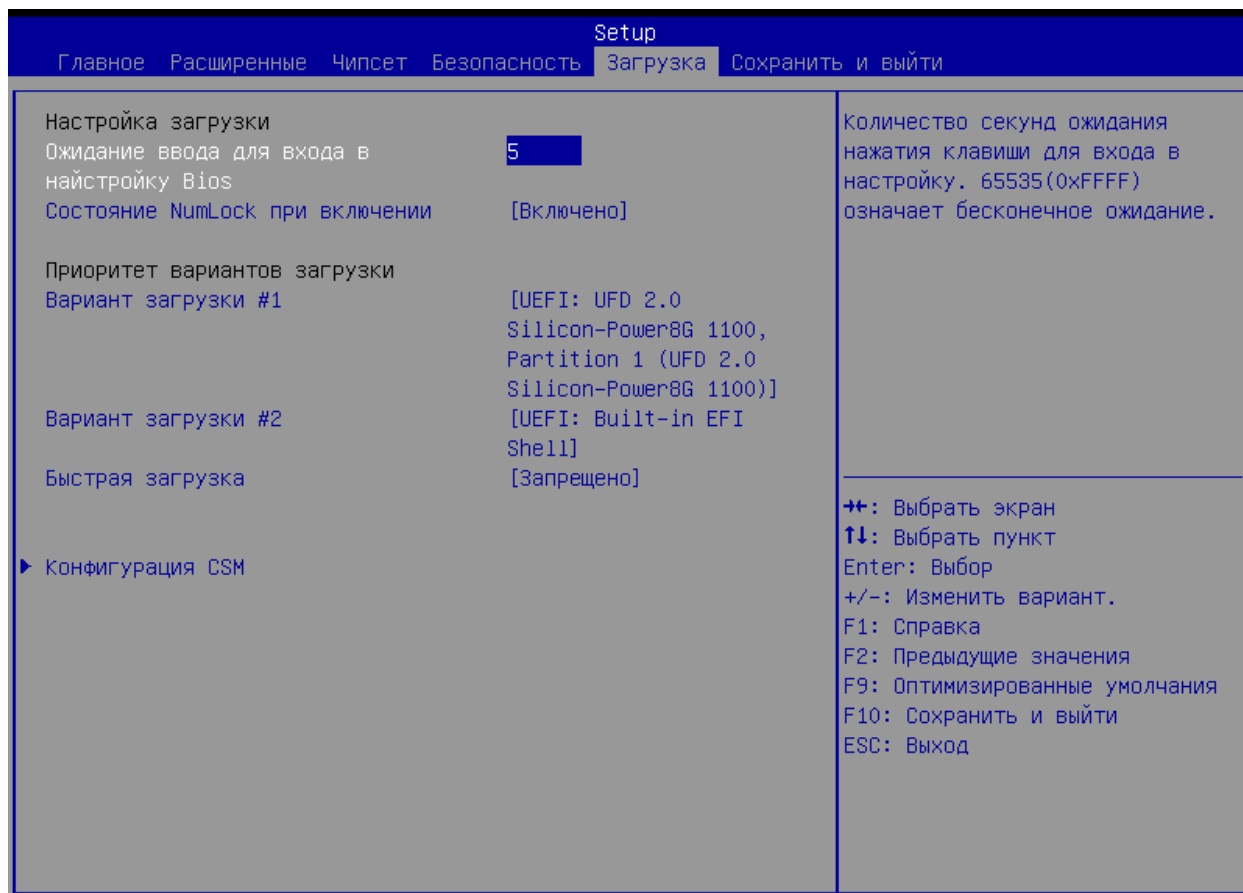 Setup
Главное Расширенные Чипсет Безопасность Загрузка Сохранить и выйти
Настройка загрузки
Ожидание ввода для входа в 5
найстройку Bios
Состояние NumLock при включении [Включено]
Приоритет вариантов загрузки
Вариант загрузки #1 [UEFI: UFD 2.0
Silicon-Power8G 1100,
Partition 1 (UFD 2.0
Silicon-Power8G 1100)]
Вариант загрузки #2 [UEFI: Built-in EFI
Shell]
Быстрая загрузка [Запрещено]
Конфигурация CSM
Количество секунд ожидания
нажатия клавиши для входа в
настройку. 65535(0xFFFF)
означает бесконечное ожидание.
→←: Выбрать экран
↑↓: Выбрать пункт
Enter: Выбор
+/-: Изменить вариант.
F1: Справка
F2: Предыдущие значения
F9: Оптимизированные умолчания
F10: Сохранить и выйти
ESC: Выход